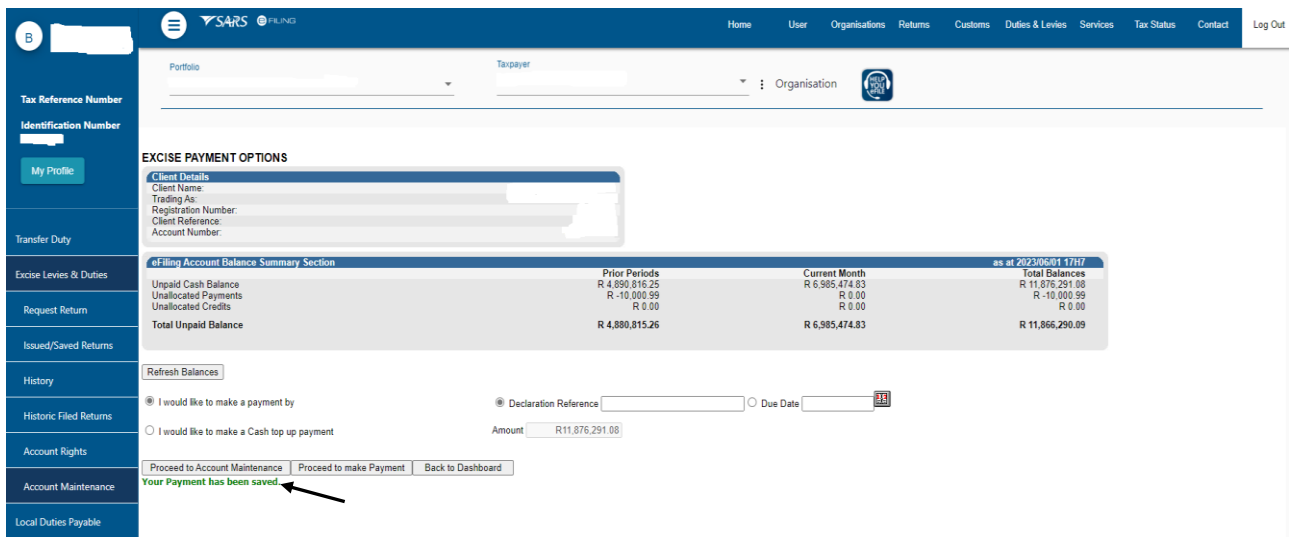 B
SARS eFILING
Home User Organisations Returns Customs Duties & Levies Services Tax Status Contact Log Out
Portfolio
Taxpayer
Organisation
HELP YOU eFILE
Tax Reference Number
Identification Number
My Profile
Transfer Duty
Excise Levies & Duties
Request Return
Issued/Saved Returns
History
Historic Filed Returns
Account Rights
Account Maintenance
Local Duties Payable
EXCISE PAYMENT OPTIONS
Client Details
Client Name:
Trading As:
Registration Number:
Client Reference:
Account Number:
eFiling Account Balance Summary Section as at 2023/06/01 17H7
Prior Periods Current Month Total Balances
Unpaid Cash Balance R 4,890,816.25 R 6,985,474.83 R 11,876,291.08
Unallocated Payments R -10,000.99 R 0.00 R -10,000.99
Unallocated Credits R 0.00 R 0.00 R 0.00
Total Unpaid Balance R 4,880,815.26 R 6,985,474.83 R 11,866,290.09
Refresh Balances
I would like to make a payment by Declaration Reference Due Date
I would like to make a Cash top up payment Amount R11,876,291.08
Proceed to Account Maintenance Proceed to make Payment Back to Dashboard
Your Payment has been saved.